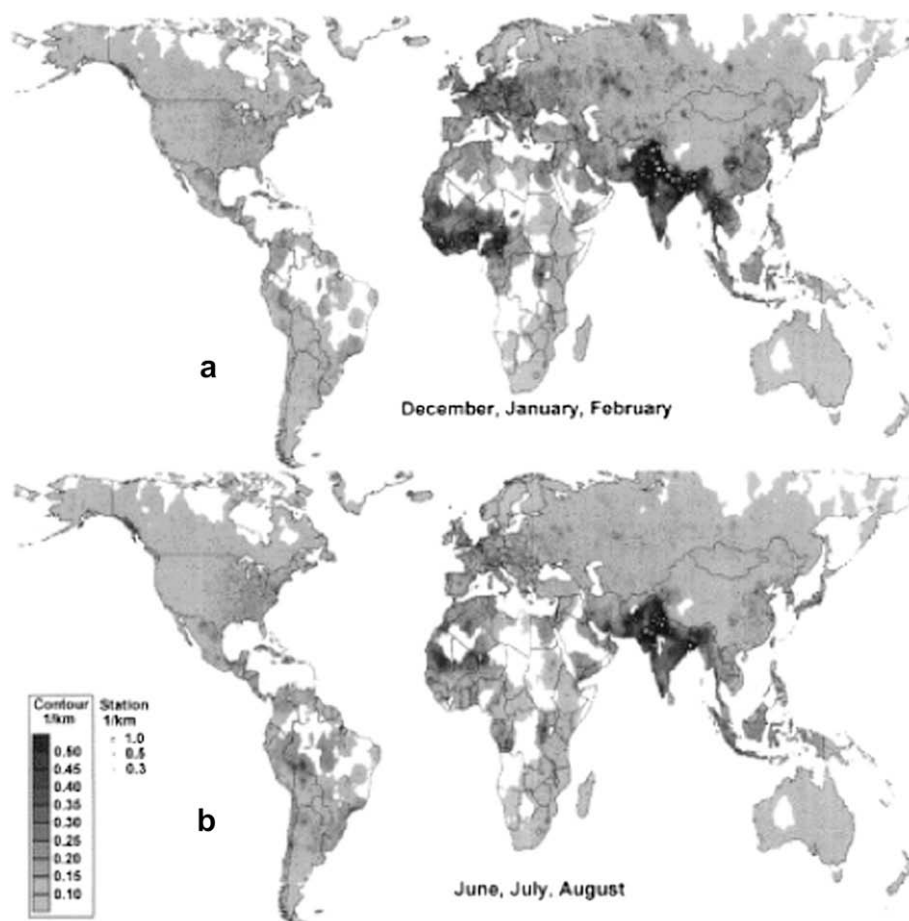 a
December, January, February
Contour
1/km
Station
1/km
1.0
0.5
0.3
0.50
0.45
0.40
0.35
0.30
0.25
0.20
0.15
0.10
b
June, July, August